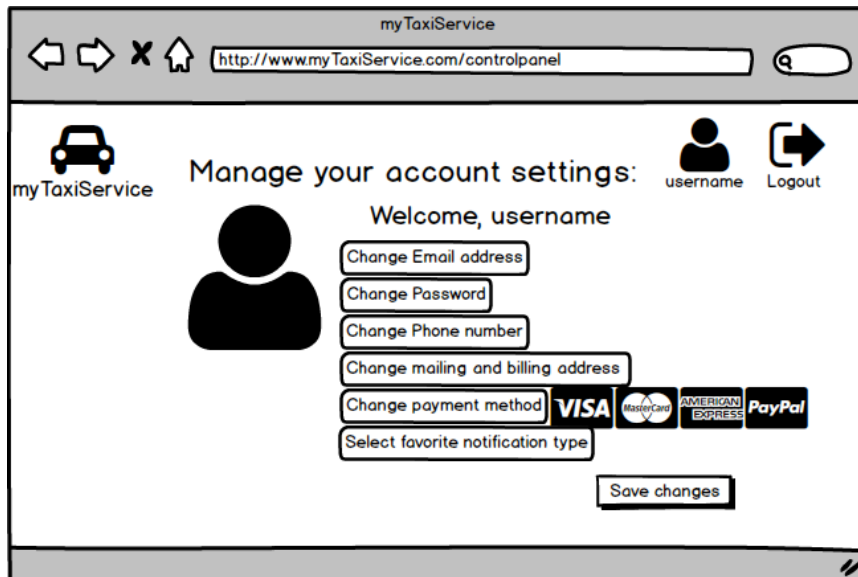 myTaxiService
http://www.myTaxiService.com/controlpanel
myTaxiService
Manage your account settings:
username
Logout
Welcome, username
Change Email address
Change Password
Change Phone number
Change mailing and billing address
Change payment method VISA MasterCard AMERICAN EXPRESS PayPal
Select favorite notification type
Save changes